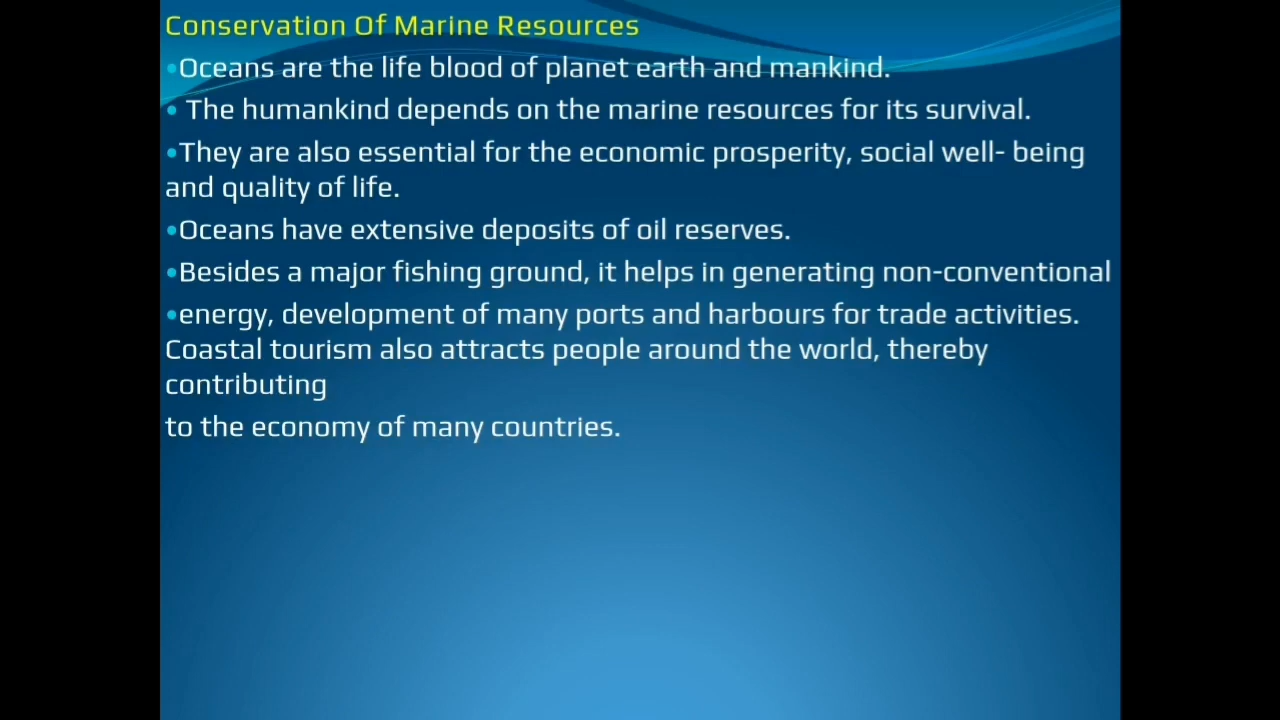 Conservation Of Marine Resources
•Oceans are the life blood of planet earth and mankind.
• The humankind depends on the marine resources for its survival.
•They are also essential for the economic prosperity, social well- being
and quality of life.
•Oceans have extensive deposits of oil reserves.
•Besides a major fishing ground, it helps in generating non-conventional
•energy, development of many ports and harbours for trade activities.
Coastal tourism also attracts people around the world, thereby
contributing
to the economy of many countries.